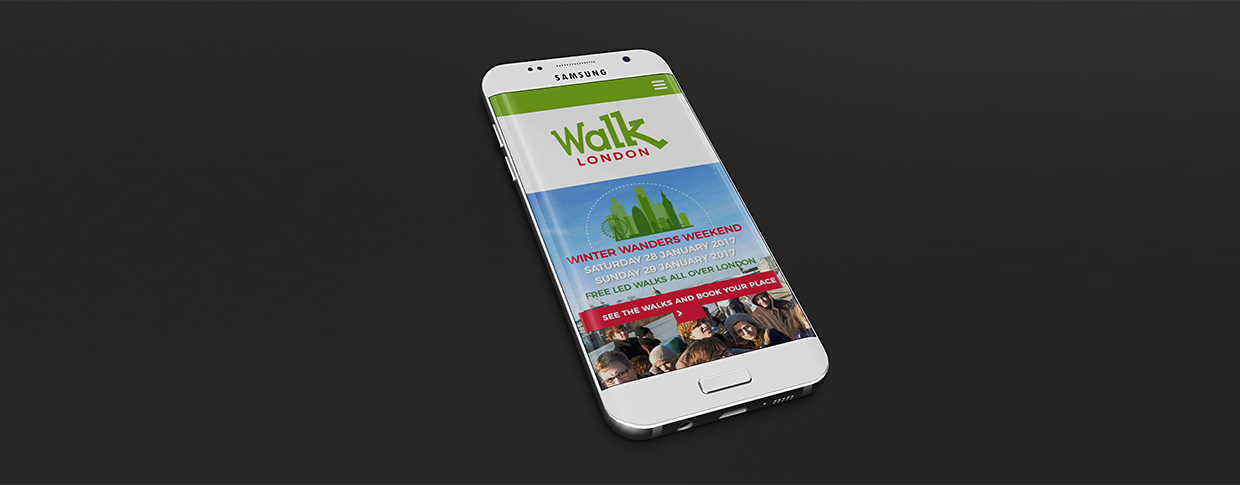 SAMSUNG
Walk
LONDON
WINTER WANDERS WEEKEND
SATURDAY 28 JANUARY 2017
SUNDAY 29 JANUARY 2017
FREE LED WALKS ALL OVER LONDON
SEE THE WALKS AND BOOK YOUR PLACE